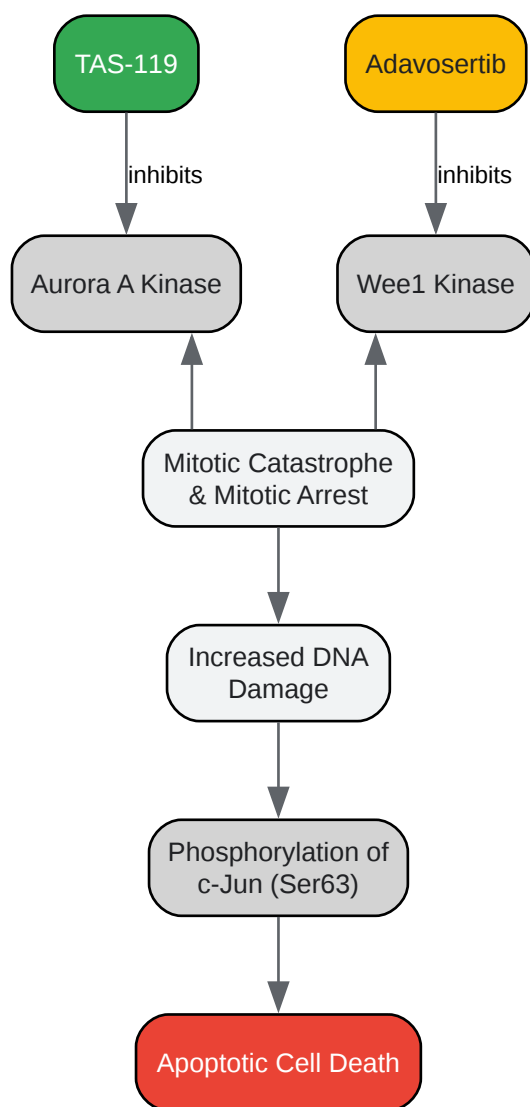 TAS-119
Adavosertib
inhibits
inhibits
Aurora A Kinase
Wee1 Kinase
Mitotic Catastrophe
& Mitotic Arrest
Increased DNA
Damage
Phosphorylation of
c-Jun (Ser63)
Apoptotic Cell Death